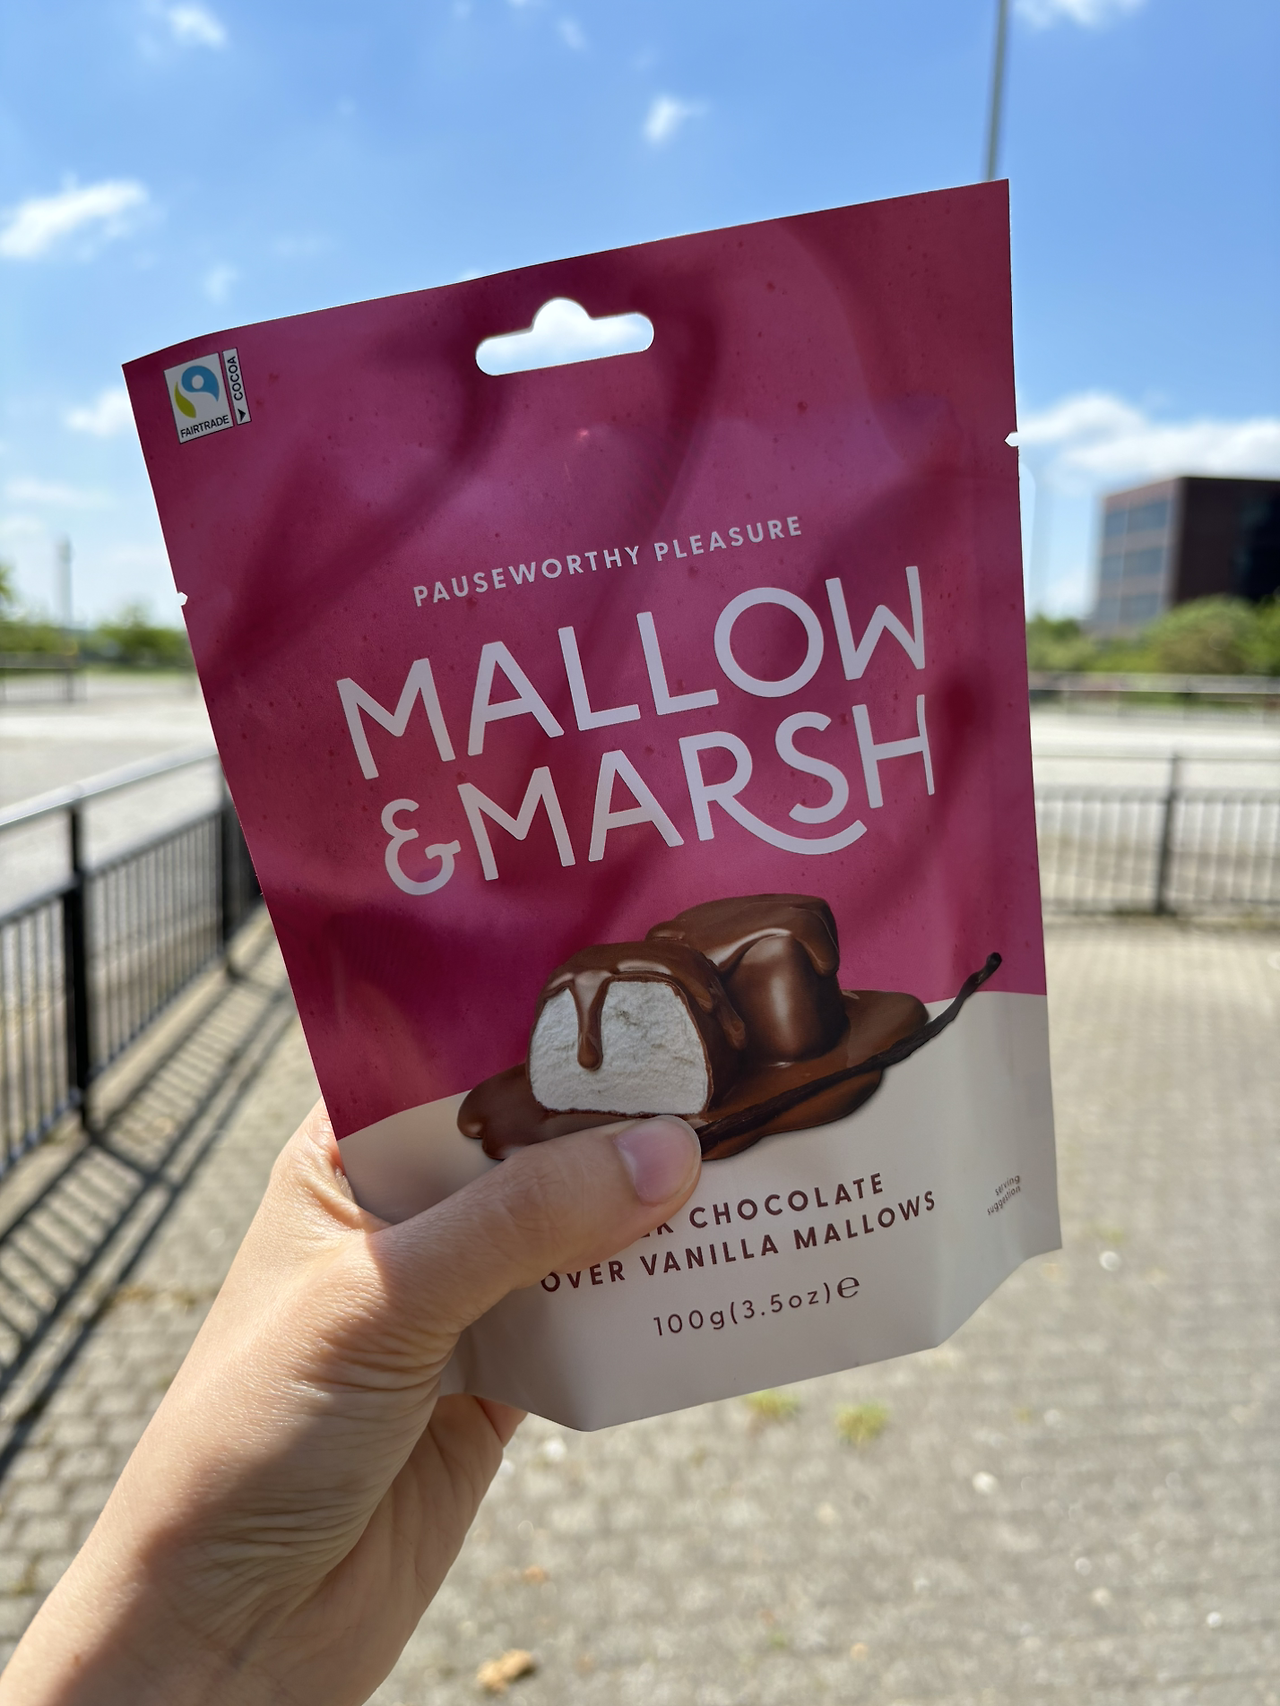 FAIRTRADE
COCOA
PAUSEWORTHY PLEASURE
MALLOW
&MARSH
K CHOCOLATE
OVER VANILLA MALLOWS
serving
suggestion
100g(3.5oz)℮